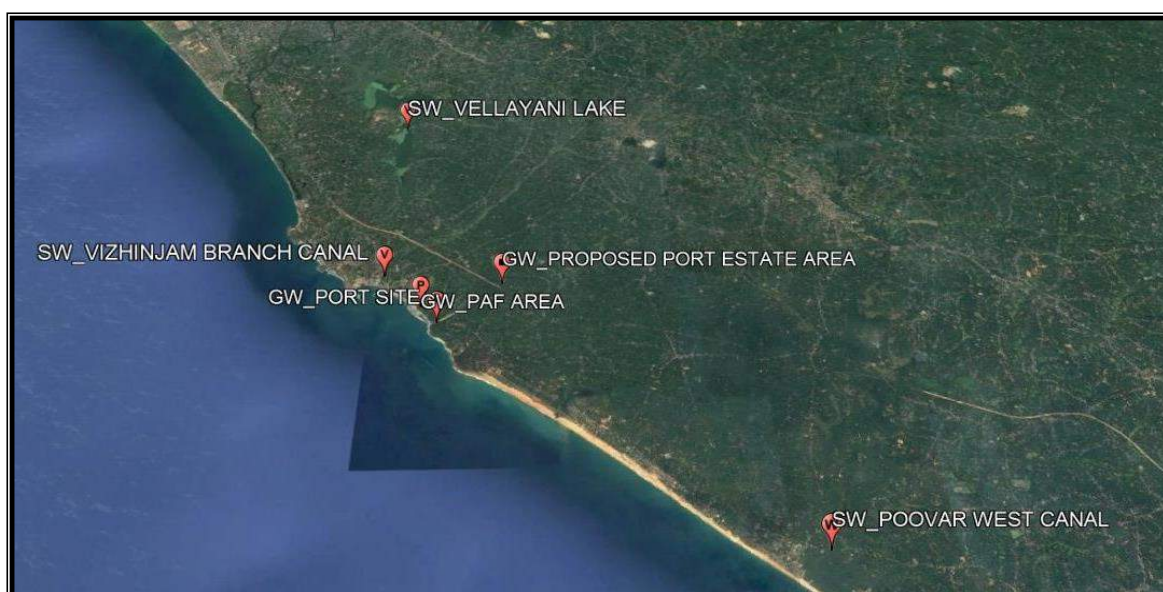 SW_VELLAYANI LAKE
SW_VIZHINJAM BRANCH CANAL
V
GW_PROPOSED PORT ESTATE AREA
P
GW_PORT SITE
GW_PAF AREA
SW_POOVAR WEST CANAL